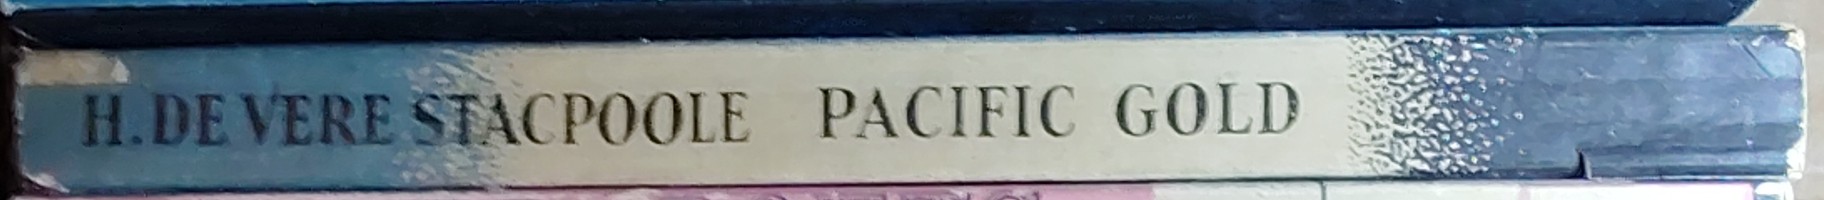 H. DE VERE STACPOOLE PACIFIC GOLD